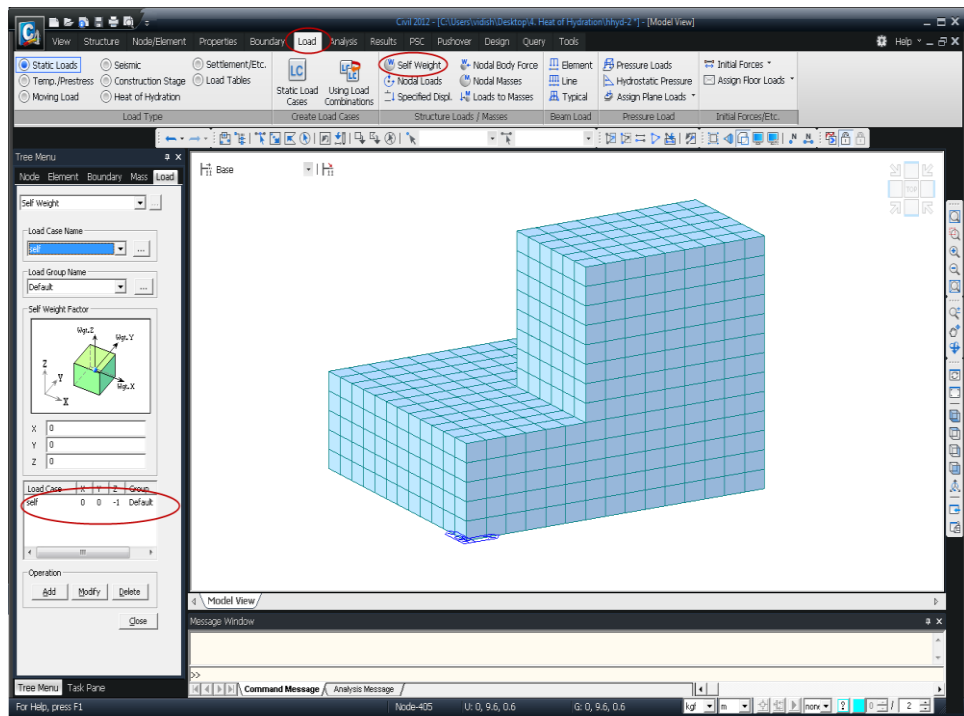 Civil 2012 - [C:\Users\vidish\Desktop\4. Heat of Hydration\hhyd-2 *] - [Model View]
View Structure Node/Element Properties Boundary Load Analysis Results PSC Pushover Design Query Tools Help
Static Loads Seismic Settlement/Etc.
Temp./Prestress Construction Stage Load Tables
Moving Load Heat of Hydration
Load Type
LC
Static Load Cases
Using Load Combinations
Create Load Cases
Self Weight Nodal Body Force
Nodal Loads Nodal Masses
Specified Displ. Loads to Masses
Structure Loads / Masses
Element
Line
Typical
Beam Load
Pressure Loads
Hydrostatic Pressure
Assign Plane Loads
Pressure Load
Initial Forces
Assign Floor Loads
Initial Forces/Etc.
Tree Menu
Node Element Boundary Mass Load
Self Weight
Load Case Name
self
Load Group Name
Default
Self Weight Factor
Wgt.Z
Wgt.Y
Wgt.X
Z
Y
X
X 0
Y 0
Z 0
Load Case X Y Z Group
self 0 0 -1 Default
Operation
Add Modify Delete
Close
Tree Menu Task Pane
Base
TOP
Model View
Message Window
>>
Command Message Analysis Message
For Help, press F1
Node-405
U: 0, 9.6, 0.6
G: 0, 9.6, 0.6
kgf m
0 / 2